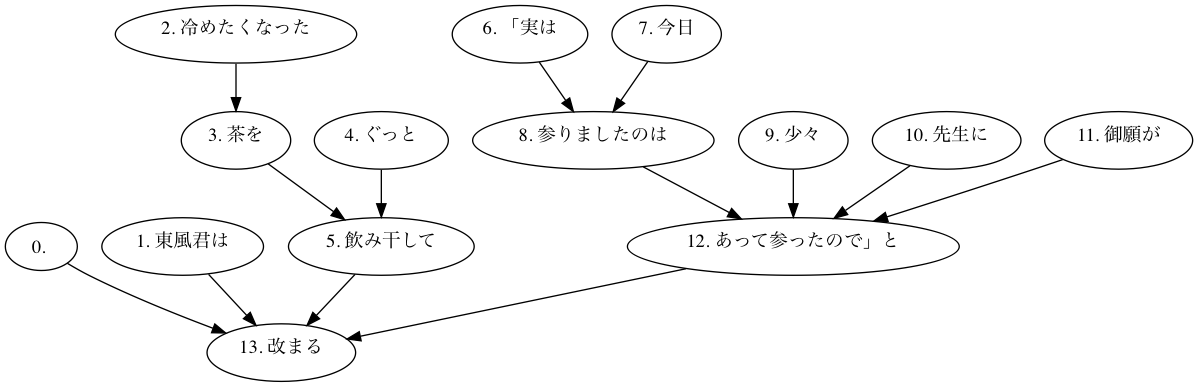 2. 冷めたくなった
6. 「実は
7. 今日
3. 茶を
4. ぐっと
8. 参りましたのは
9. 少々
10. 先生に
11. 御願が
0.
1. 東風君は
5. 飲み干して
12. あって参ったので」と
13. 改まる